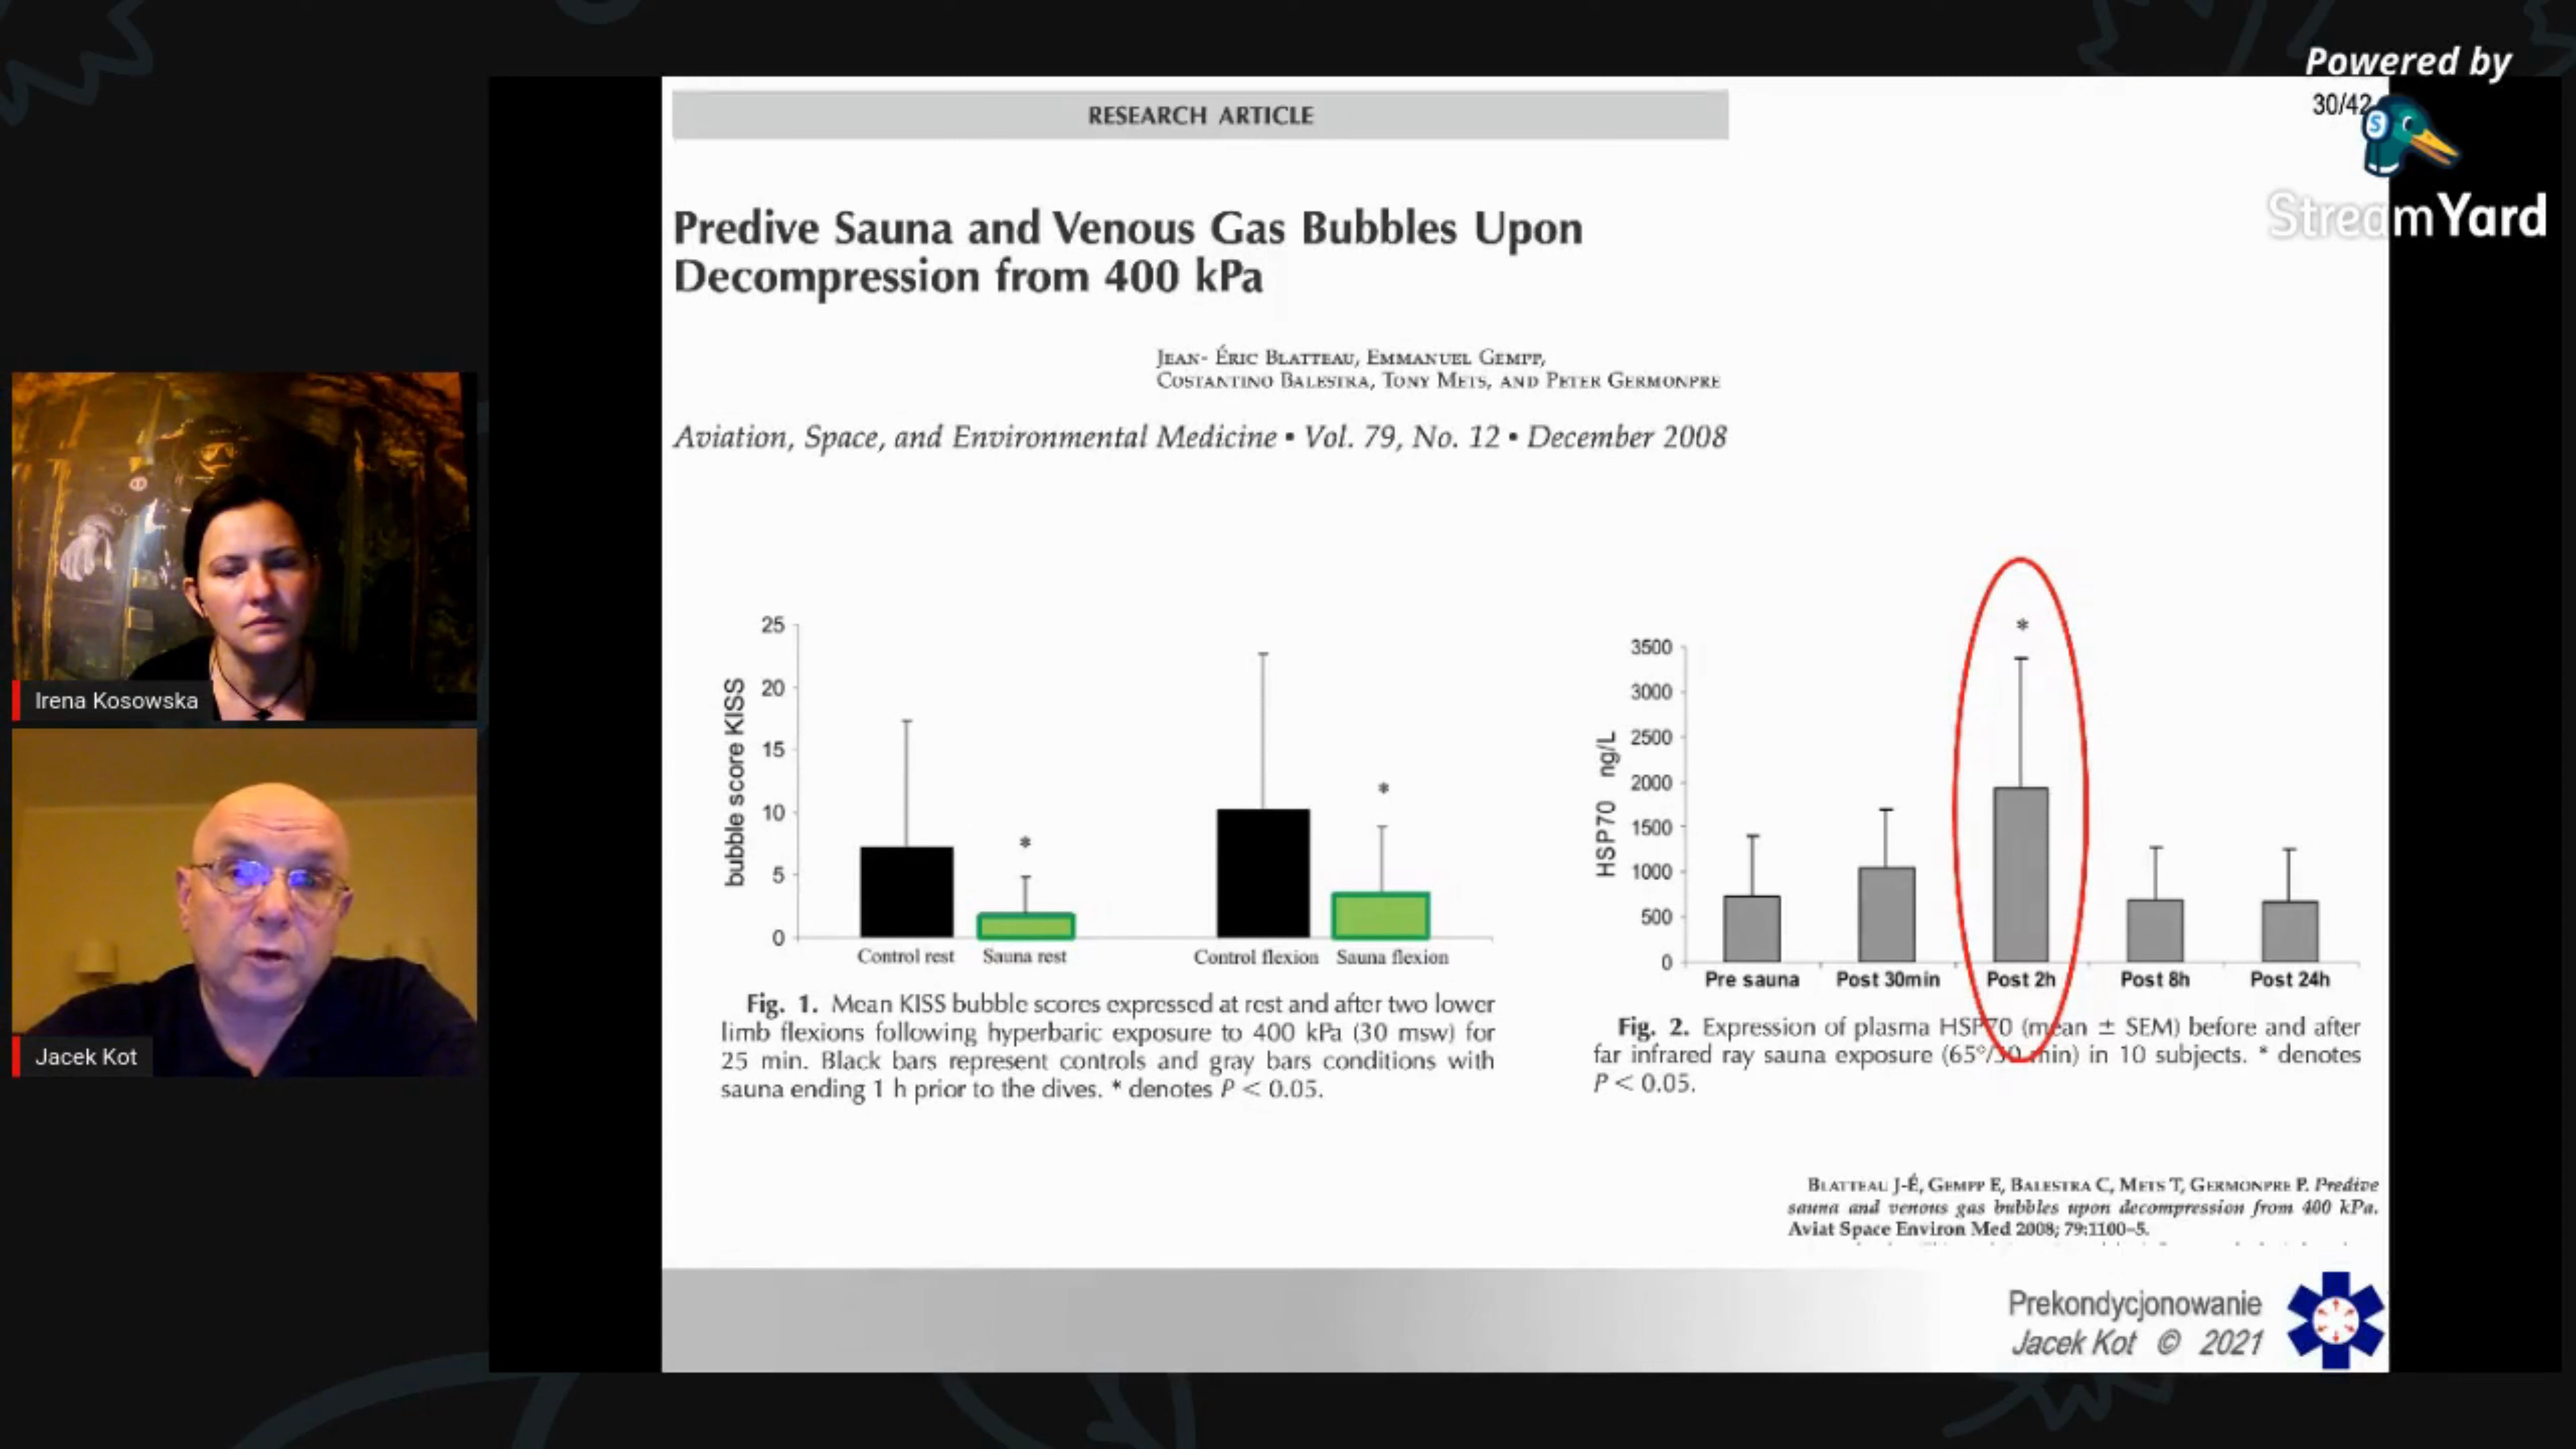 Powered by
30/42
StreamYard
RESEARCH ARTICLE
Predive Sauna and Venous Gas Bubbles Upon
Decompression from 400 kPa
Jean- Éric Blatteau, Emmanuel Gempp,
Costantino Balestra, Tony Mets, and Peter Germonpre
Aviation, Space, and Environmental Medicine • Vol. 79, No. 12 • December 2008
Irena Kosowska
Jacek Kot
bubble score KISS
25
20
15
10
5
0
*
*
Control rest Sauna rest Control flexion Sauna flexion
Fig. 1. Mean KISS bubble scores expressed at rest and after two lower
limb flexions following hyperbaric exposure to 400 kPa (30 msw) for
25 min. Black bars represent controls and gray bars conditions with
sauna ending 1 h prior to the dives. * denotes P < 0.05.
HSP70 ng/L
3500
3000
2500
2000
1500
1000
500
0
*
Pre sauna Post 30min Post 2h Post 8h Post 24h
Fig. 2. Expression of plasma HSP70 (mean ± SEM) before and after
far infrared ray sauna exposure (65°/30 min) in 10 subjects. * denotes
P < 0.05.
Blatteau J-É, Gempp E, Balestra C, Mets T, Germonpre P. Predive
sauna and venous gas bubbles upon decompression from 400 kPa.
Aviat Space Environ Med 2008; 79:1100–5.
Prekondycjonowanie
Jacek Kot © 2021